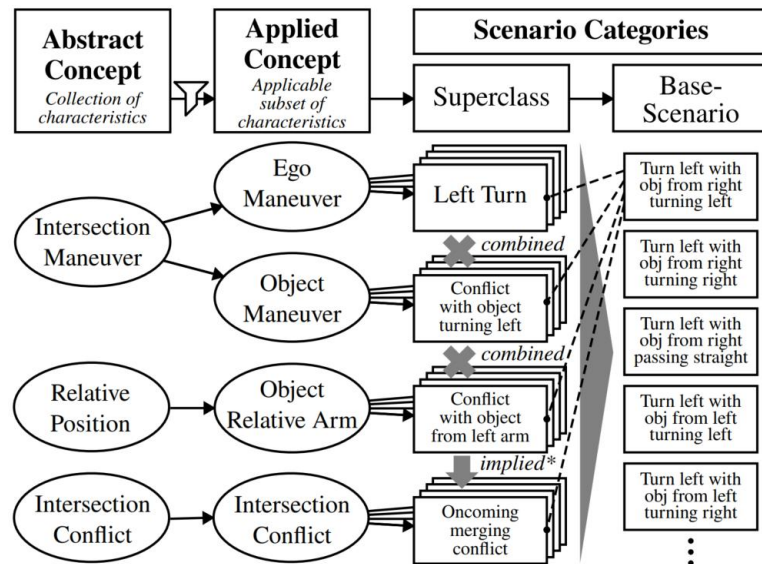 Abstract
Concept
Collection of
characteristics
Applied
Concept
Applicable
subset of
characteristics
Scenario Categories
Superclass
Base-
Scenario
Intersection
Maneuver
Ego
Maneuver
Left Turn
combined
Object
Maneuver
Conflict
with object
turning left
combined
Relative
Position
Object
Relative Arm
Conflict
with object
from left arm
implied*
Intersection
Conflict
Intersection
Conflict
Oncoming
merging
conflict
Turn left with
obj from right
turning left
Turn left with
obj from right
turning right
Turn left with
obj from right
passing straight
Turn left with
obj from left
turning left
Turn left with
obj from left
turning right